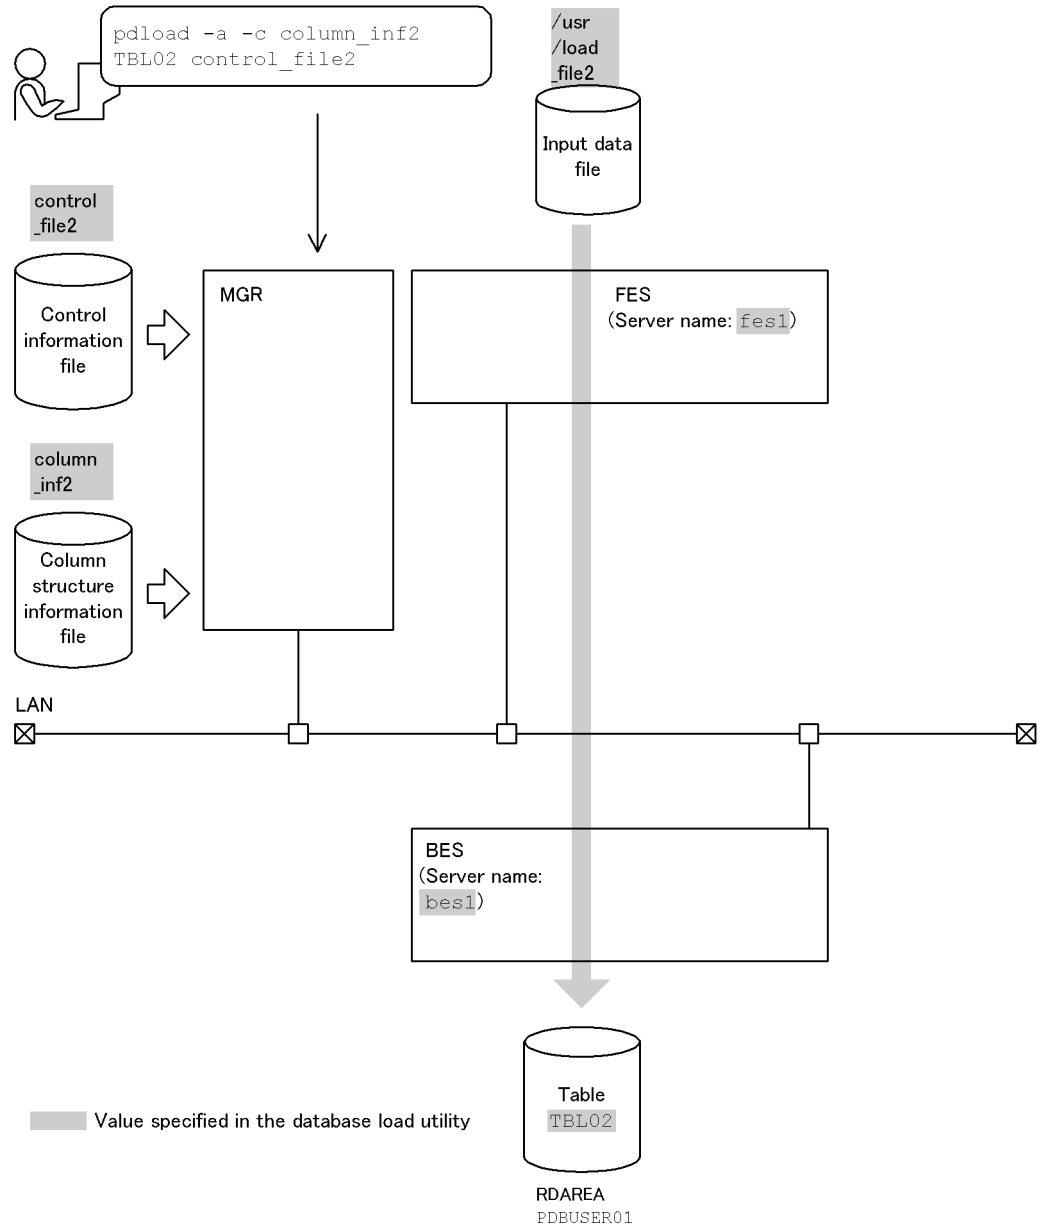 pdload -a -c column_inf2
TBL02 control_file2
/usr
/load
_file2
Input data
file
control
_file2
Control
information
file
MGR
FES
(Server name: fes1)
column
_inf2
Column
structure
information
file
LAN
BES
(Server name:
bes1)
Table
TBL02
Value specified in the database load utility
RDAREA
PDBUSER01